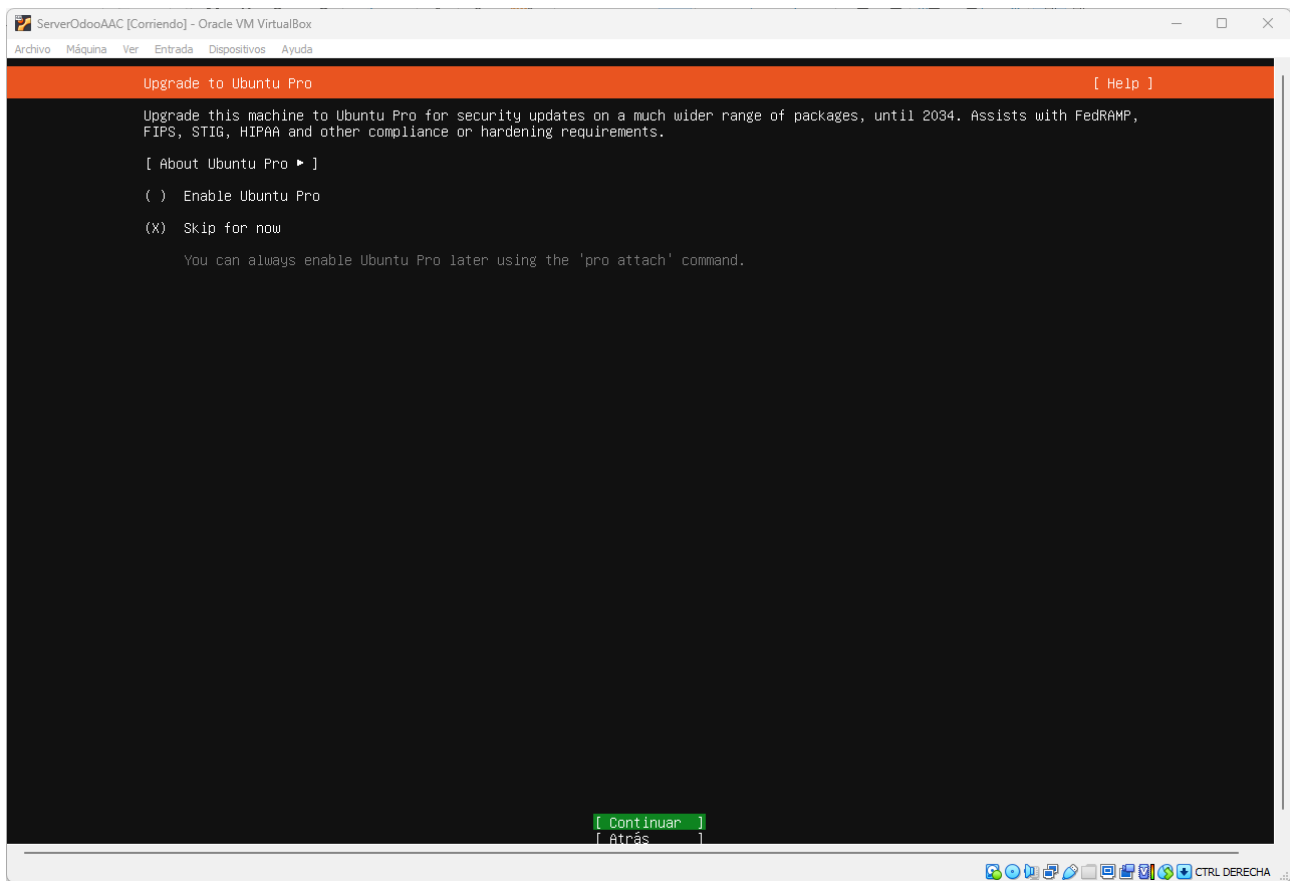 ServerOdooAAC [Corriendo] - Oracle VM VirtualBox
Archivo Máquina Ver Entrada Dispositivos Ayuda
Upgrade to Ubuntu Pro [ Help ]
Upgrade this machine to Ubuntu Pro for security updates on a much wider range of packages, until 2034. Assists with FedRAMP,
FIPS, STIG, HIPAA and other compliance or hardening requirements.
[ About Ubuntu Pro ► ]
( ) Enable Ubuntu Pro
(X) Skip for now
You can always enable Ubuntu Pro later using the 'pro attach' command.
[ Continuar ]
[ Atrás ]
CTRL DERECHA